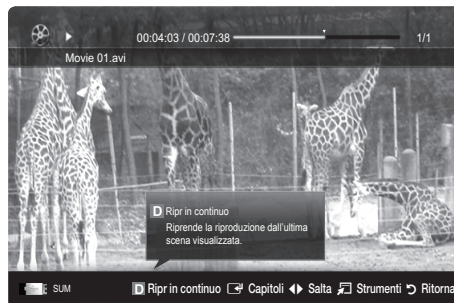 00:04:03 / 00:07:38 1/1
Movie 01.avi
D Ripr in continuo
Riprende la riproduzione dall'ultima
scena visualizzata.
SUM D Ripr in continuo Capitoli Salta Strumenti Ritorna